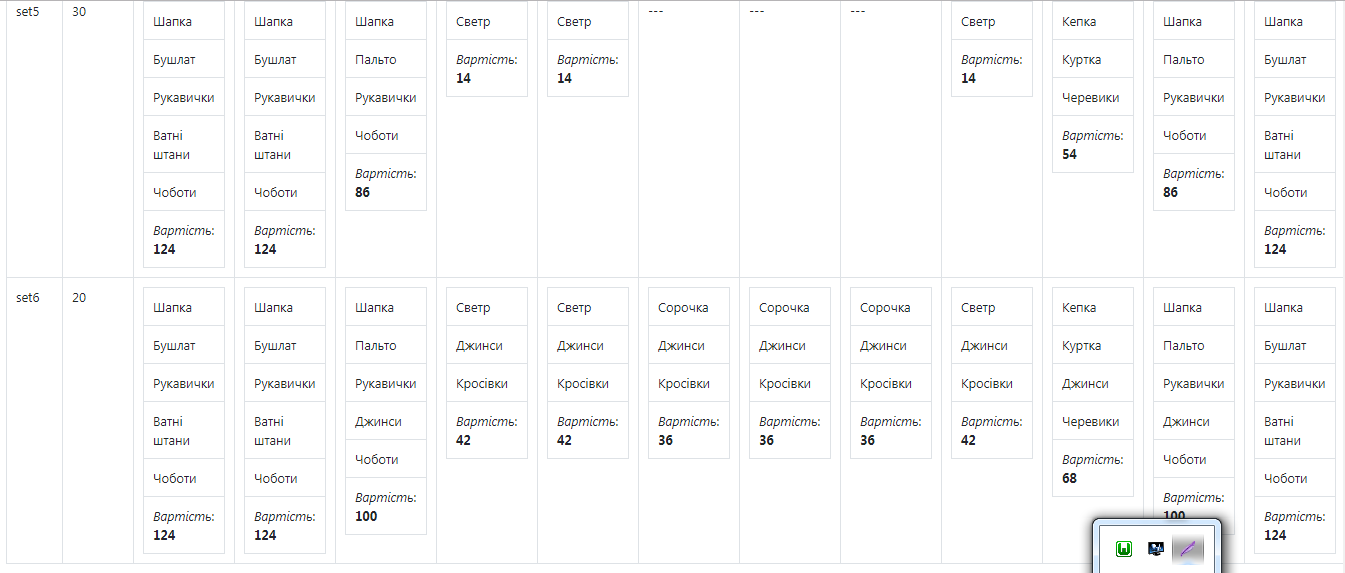 set5
30
Шапка
Бушлат
Рукавички
Ватні
штани
Чоботи
Вартість:
124
Шапка
Бушлат
Рукавички
Ватні
штани
Чоботи
Вартість:
124
Шапка
Пальто
Рукавички
Чоботи
Вартість:
86
Светр
Вартість:
14
Светр
Вартість:
14
---
---
---
Светр
Вартість:
14
Кепка
Куртка
Черевики
Вартість:
54
Шапка
Пальто
Рукавички
Чоботи
Вартість:
86
Шапка
Бушлат
Рукавички
Ватні
штани
Чоботи
Вартість:
124
set6
20
Шапка
Бушлат
Рукавички
Ватні
штани
Чоботи
Вартість:
124
Шапка
Бушлат
Рукавички
Ватні
штани
Чоботи
Вартість:
124
Шапка
Пальто
Рукавички
Джинси
Чоботи
Вартість:
100
Светр
Джинси
Кросівки
Вартість:
42
Светр
Джинси
Кросівки
Вартість:
42
Сорочка
Джинси
Кросівки
Вартість:
36
Сорочка
Джинси
Кросівки
Вартість:
36
Сорочка
Джинси
Кросівки
Вартість:
36
Светр
Джинси
Кросівки
Вартість:
42
Кепка
Куртка
Джинси
Черевики
Вартість:
68
Шапка
Пальто
Рукавички
Джинси
Чоботи
Вартість:
100
Шапка
Бушлат
Рукавички
Ватні
штани
Чоботи
Вартість:
124